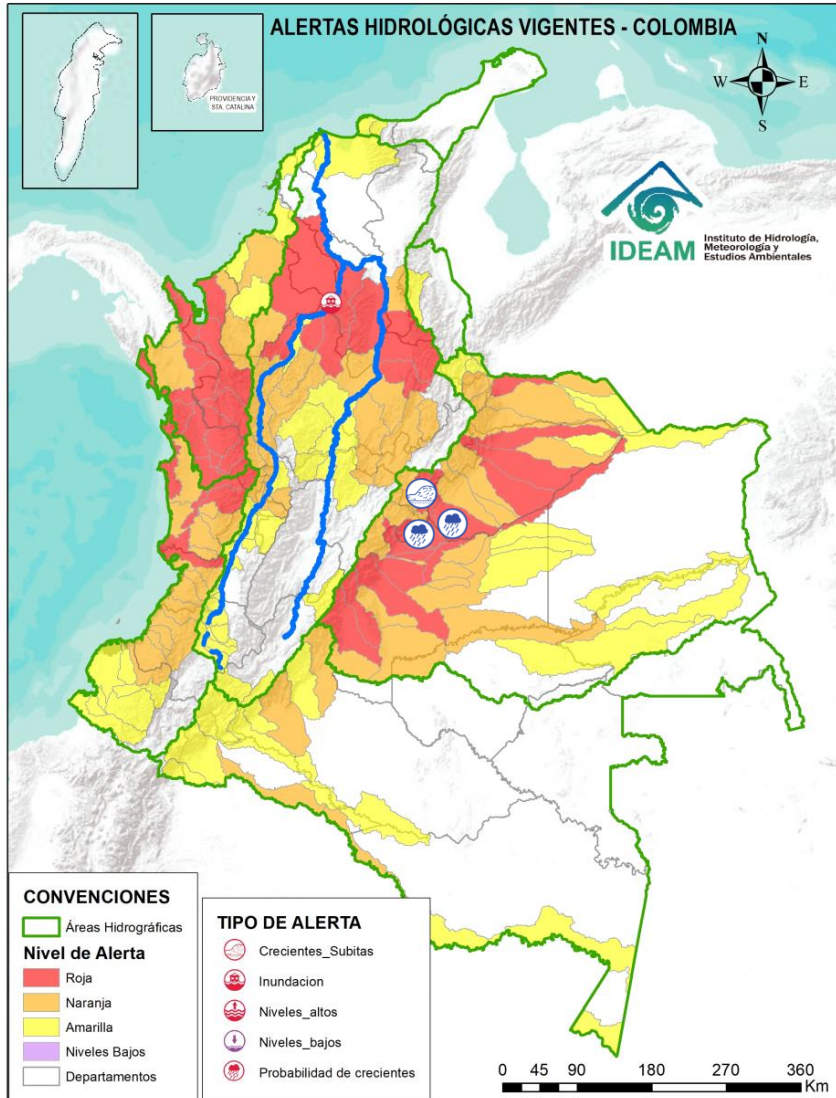 ALERTAS HIDROLÓGICAS VIGENTES - COLOMBIA
PROVIDENCIA Y
STA. CATALINA
N
W
E
S
IDEAM
Instituto de Hidrología,
Meteorología y
Estudios Ambientales
CONVENCIONES
Áreas Hidrográficas
Nivel de Alerta
Roja
Naranja
Amarilla
Niveles Bajos
Departamentos
TIPO DE ALERTA
Crecientes_Subitas
Inundacion
Niveles_altos
Niveles_bajos
Probabilidad de crecientes
0 45 90 180 270 360
Km